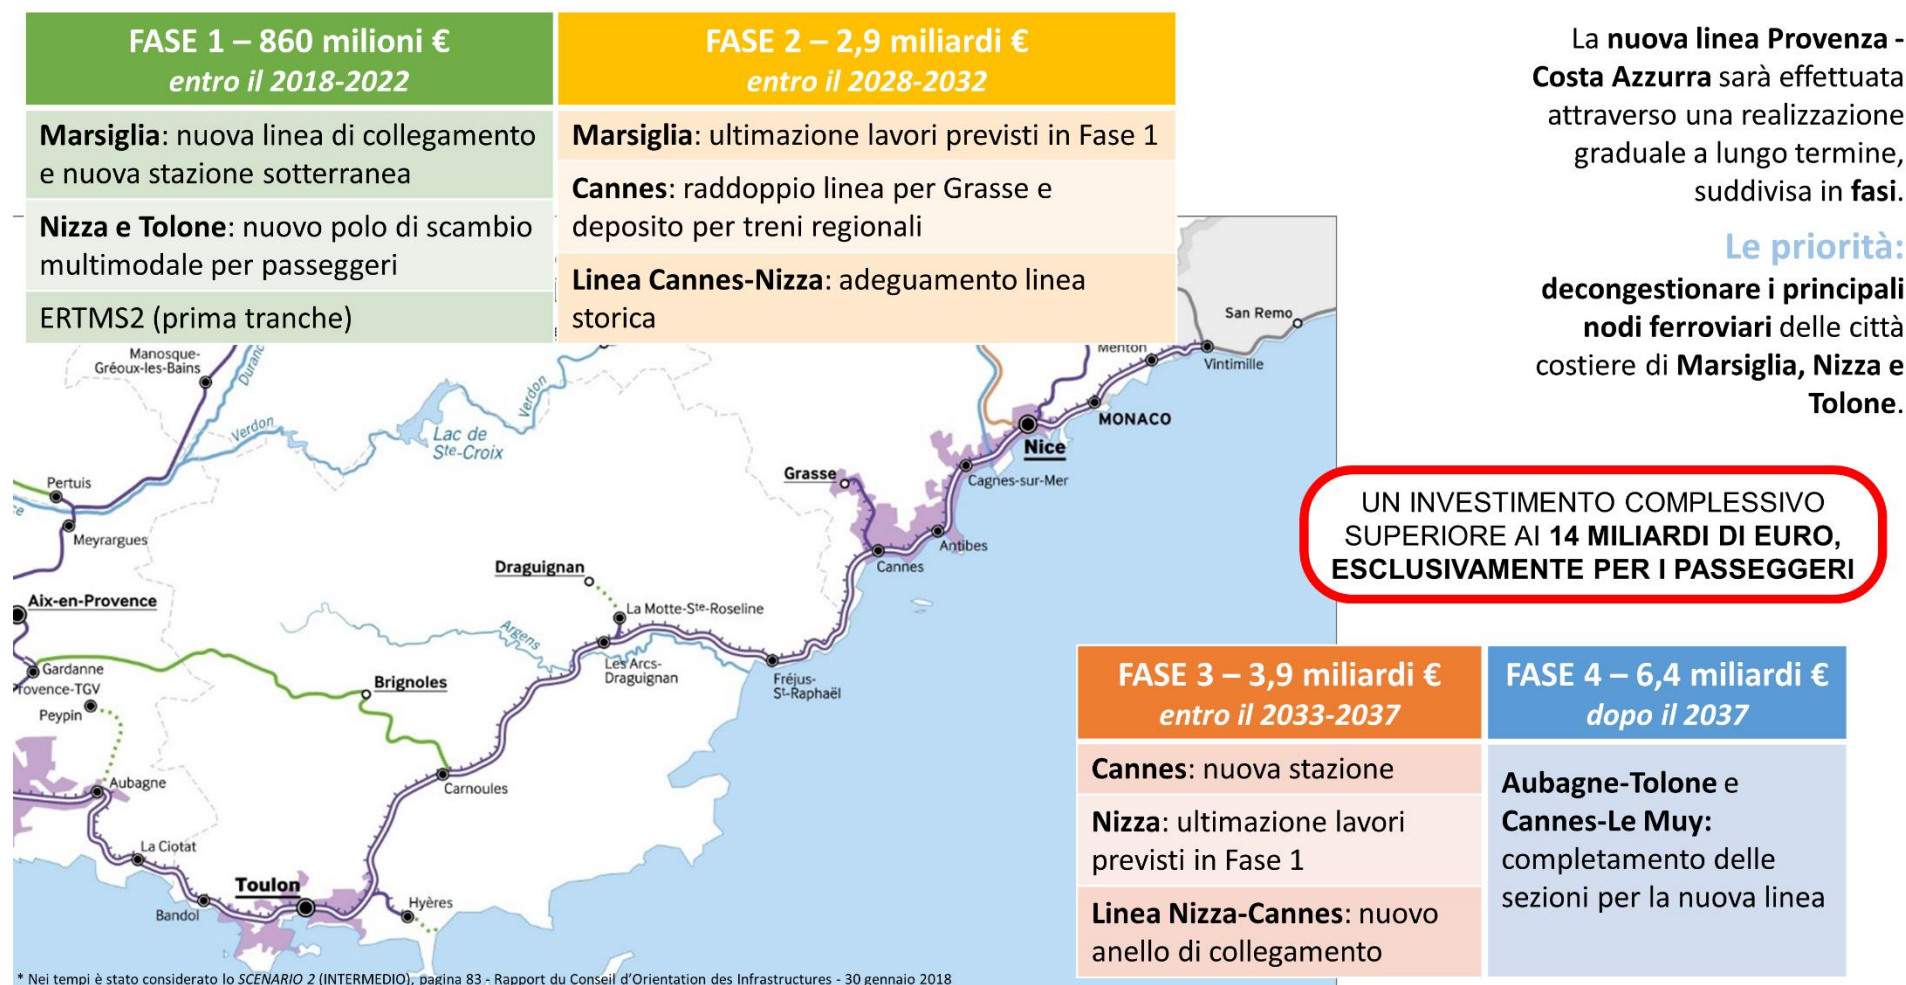 FASE 1 – 860 milioni €
entro il 2018-2022
Marsiglia: nuova linea di collegamento
e nuova stazione sotterranea
Nizza e Tolone: nuovo polo di scambio
multimodale per passeggeri
ERTMS2 (prima tranche)
FASE 2 – 2,9 miliardi €
entro il 2028-2032
Marsiglia: ultimazione lavori previsti in Fase 1
Cannes: raddoppio linea per Grasse e
deposito per treni regionali
Linea Cannes-Nizza: adeguamento linea
storica
La nuova linea Provenza -
Costa Azzurra sarà effettuata
attraverso una realizzazione
graduale a lungo termine,
suddivisa in fasi.
Le priorità:
decongestionare i principali
nodi ferroviari delle città
costiere di Marsiglia, Nizza e
Tolone.
UN INVESTIMENTO COMPLESSIVO
SUPERIORE AI 14 MILIARDI DI EURO,
ESCLUSIVAMENTE PER I PASSEGGERI
San Remo
Manosque-
Gréoux-les-Bains
Menton
Vintimille
Verdon
Verdon
MONACO
Lac de
Ste-Croix
Nice
Grasse
Cagnes-sur-Mer
Pertuis
Meyrargues
Antibes
Cannes
Draguignan
Aix-en-Provence
La Motte-Ste-Roseline
Argens
Les Arcs-
Draguignan
Gardanne
Brignoles
Fréjus-
St-Raphaël
Provence-TGV
Peypin
Aubagne
Carnoules
La Ciotat
Toulon
Bandol
Hyères
FASE 3 – 3,9 miliardi €
entro il 2033-2037
Cannes: nuova stazione
Nizza: ultimazione lavori
previsti in Fase 1
Linea Nizza-Cannes: nuovo
anello di collegamento
FASE 4 – 6,4 miliardi €
dopo il 2037
Aubagne-Tolone e
Cannes-Le Muy:
completamento delle
sezioni per la nuova linea
* Nei tempi è stato considerato lo SCENARIO 2 (INTERMEDIO), pagina 83 - Rapport du Conseil d'Orientation des Infrastructures - 30 gennaio 2018